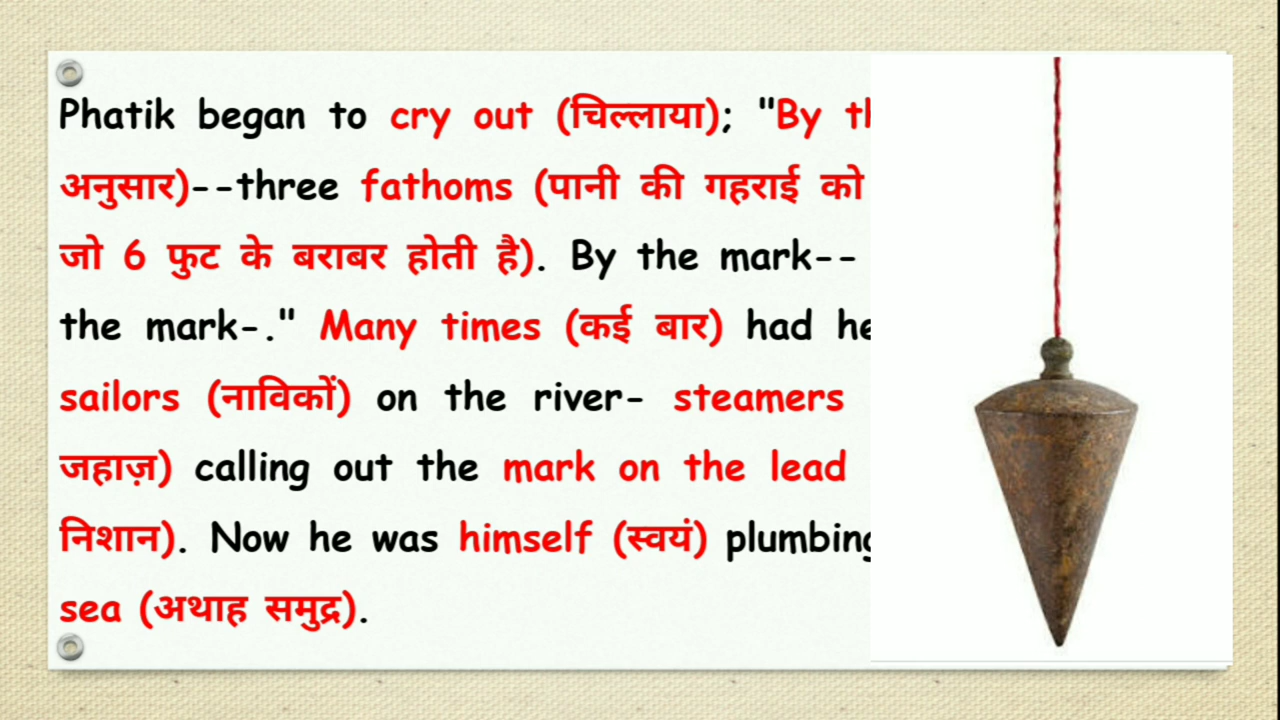 Phatik began to cry out (चिल्लाया); "By
अनुसार)--three fathoms (पानी की गहराई को
जो 6 फुट के बराबर होती है). By the mark--
the mark-." Many times (कई बार) had
sailors (नाविकों) on the river- steamers
जहाज़) calling out the mark on the lead
निशान). Now he was himself (स्वयं) plumbing
sea (अथाह समुद्र).